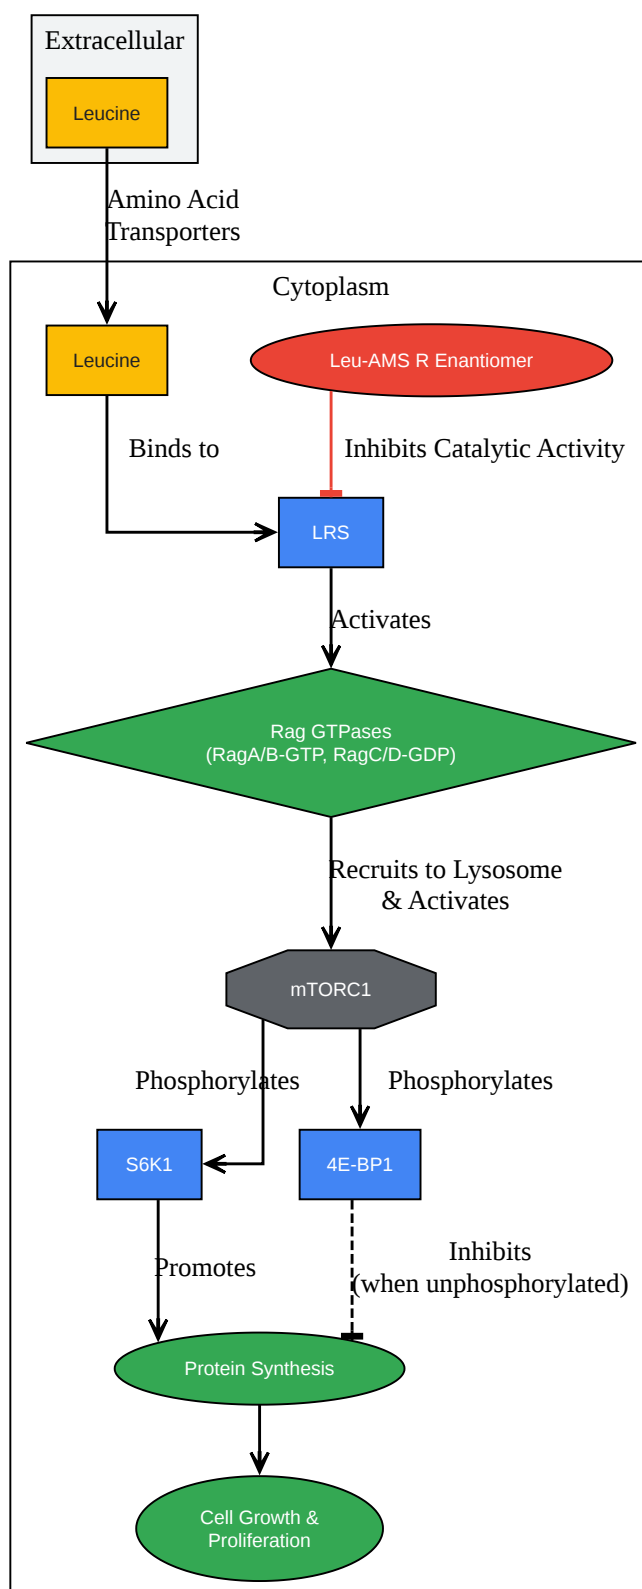 Extracellular
Leucine
Amino Acid
Transporters
Cytoplasm
Leucine
Leu-AMS R Enantiomer
Binds to
Inhibits Catalytic Activity
LRS
Activates
Rag GTPases
(RagA/B-GTP, RagC/D-GDP)
Recruits to Lysosome
& Activates
mTORC1
Phosphorylates
Phosphorylates
S6K1
4E-BP1
Promotes
Inhibits
(when unphosphorylated)
Protein Synthesis
Cell Growth &
Proliferation